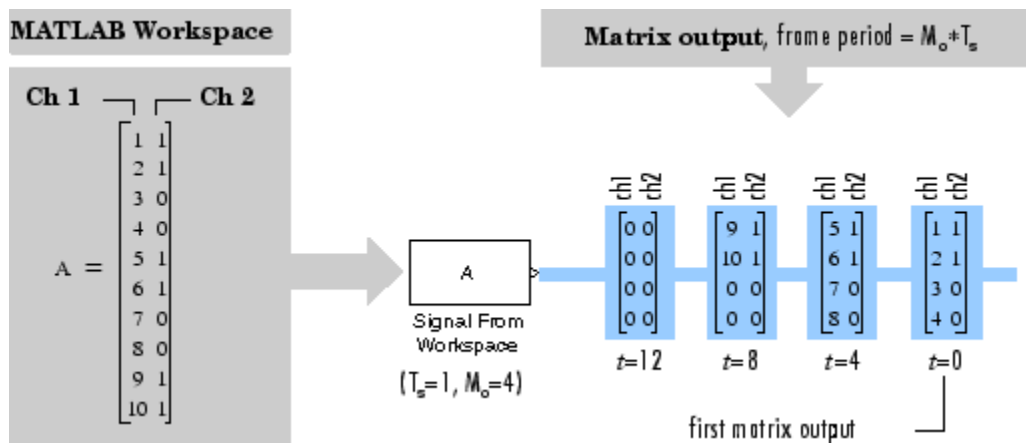 MATLAB Workspace
Ch 1 Ch 2
A =
1 1
2 1
3 0
4 0
5 1
6 1
7 0
8 0
9 1
10 1
A
Signal From
Workspace
(Ts=1, Mo=4)
Matrix output, frame period = Mo*Ts
ch1 ch2 ch1 ch2 ch1 ch2 ch1 ch2
0 0 9 1 5 1 1 1
0 0 10 1 6 1 2 1
0 0 0 0 7 0 3 0
0 0 0 0 8 0 4 0
t=12 t=8 t=4 t=0
first matrix output